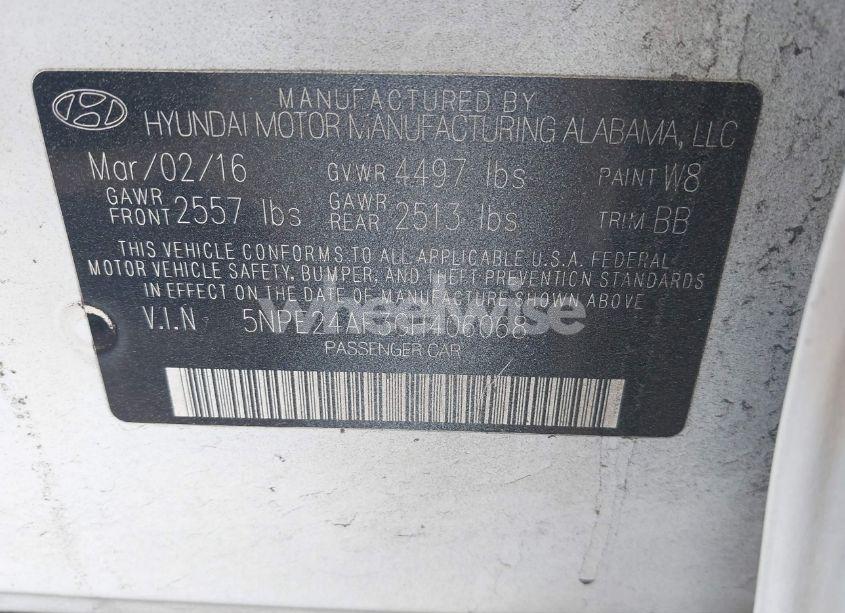 MANUFACTURED BY
HYUNDAI MOTOR MANUFACTURING ALABAMA, LLC
Mar/02/16 GVWR 4497 lbs PAINT W8
GAWR FRONT 2557 lbs GAWR REAR 2513 lbs TRIM BB
THIS VEHICLE CONFORMS TO ALL APPLICABLE U.S.A. FEDERAL
MOTOR VEHICLE SAFETY, BUMPER, AND THEFT PREVENTION STANDARDS
IN EFFECT ON THE DATE OF MANUFACTURE SHOWN ABOVE
V.I.N 5NPE24AF3GH406068
wheelwise
PASSENGER CAR